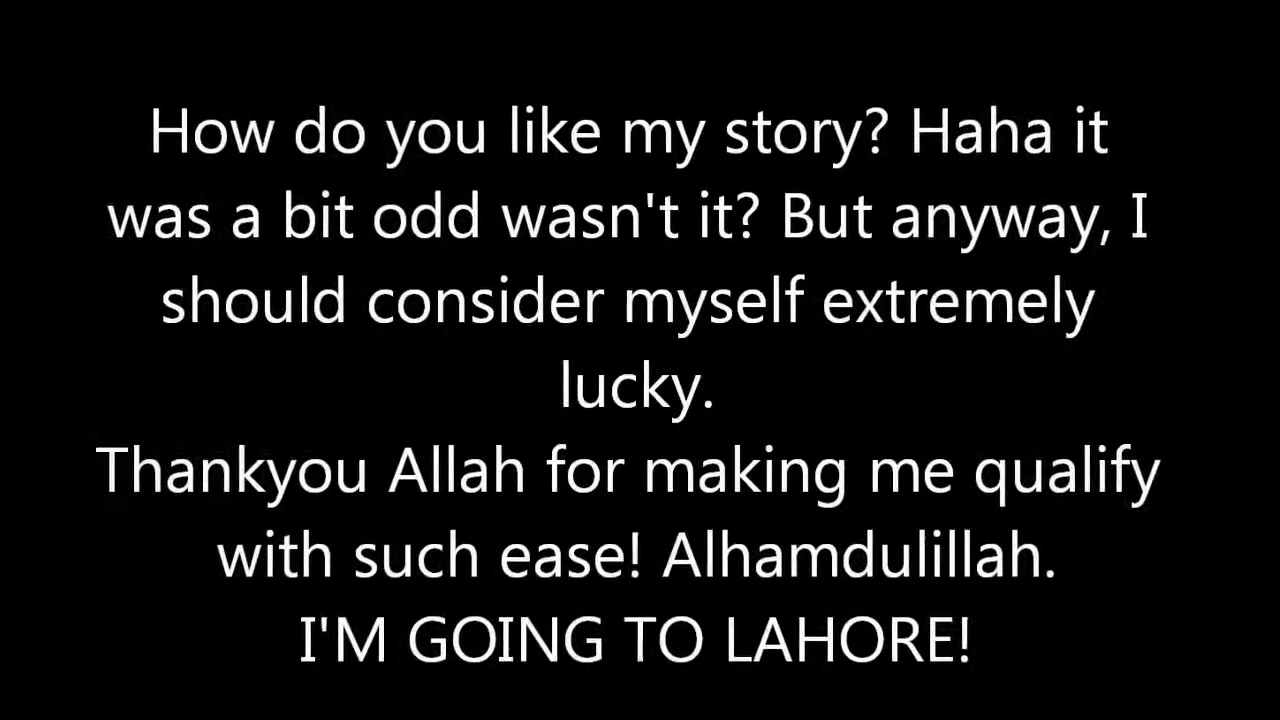 How do you like my story? Haha it
was a bit odd wasn't it? But anyway, I
should consider myself extremely
lucky.
Thankyou Allah for making me qualify
with such ease! Alhamdulillah.
I'M GOING TO LAHORE!